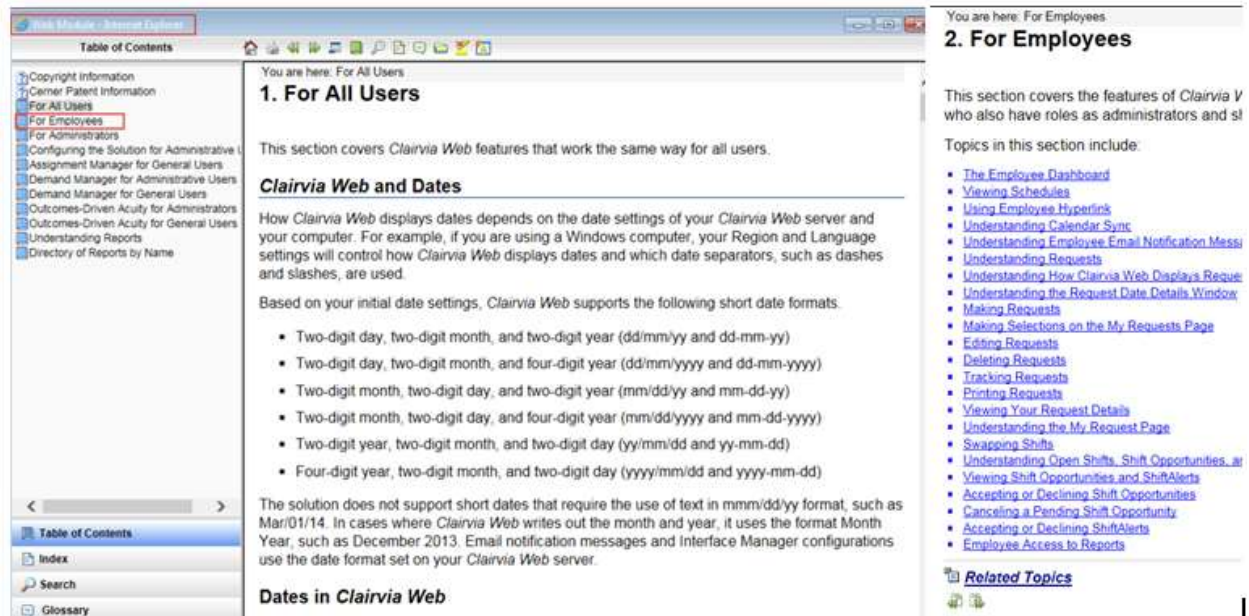 Web Module - Internet Explorer
Table of Contents
Copyright Information
Cerner Patent Information
For All Users
For Employees
For Administrators
Configuring the Solution for Administrative U
Assignment Manager for General Users
Demand Manager for Administrative Users
Demand Manager for General Users
Outcomes-Driven Acuity for Administrators
Outcomes-Driven Acuity for General Users
Understanding Reports
Directory of Reports by Name
Table of Contents
Index
Search
Glossary
You are here: For All Users
1. For All Users
This section covers Clairvia Web features that work the same way for all users.
Clairvia Web and Dates
How Clairvia Web displays dates depends on the date settings of your Clairvia Web server and
your computer. For example, if you are using a Windows computer, your Region and Language
settings will control how Clairvia Web displays dates and which date separators, such as dashes
and slashes, are used.
Based on your initial date settings, Clairvia Web supports the following short date formats.
• Two-digit day, two-digit month, and two-digit year (dd/mm/yy and dd-mm-yy)
• Two-digit day, two-digit month, and four-digit year (dd/mm/yyyy and dd-mm-yyyy)
• Two-digit month, two-digit day, and two-digit year (mm/dd/yy and mm-dd-yy)
• Two-digit month, two-digit day, and four-digit year (mm/dd/yyyy and mm-dd-yyyy)
• Two-digit year, two-digit month, and two-digit day (yy/mm/dd and yy-mm-dd)
• Four-digit year, two-digit month, and two-digit day (yyyy/mm/dd and yyyy-mm-dd)
The solution does not support short dates that require the use of text in mmm/dd/yy format, such as
Mar/01/14. In cases where Clairvia Web writes out the month and year, it uses the format Month
Year, such as December 2013. Email notification messages and Interface Manager configurations
use the date format set on your Clairvia Web server.
Dates in Clairvia Web
You are here: For Employees
2. For Employees
This section covers the features of Clairvia
who also have roles as administrators and
Topics in this section include:
The Employee Dashboard
Viewing Schedules
Using Employee Hyperlink
Understanding Calendar Sync
Understanding Employee Email Notification
Understanding Requests
Understanding How Clairvia Web Displays
Understanding the Request Date Details Window
Making Requests
Making Selections on the My Requests Page
Editing Requests
Deleting Requests
Tracking Requests
Printing Requests
Viewing Your Request Details
Understanding the My Request Page
Swapping Shifts
Understanding Open Shifts, Shift Opportunities,
Viewing Shift Opportunities and ShiftAlerts
Accepting or Declining Shift Opportunities
Canceling a Pending Shift Opportunity
Accepting or Declining ShiftAlerts
Employee Access to Reports
Related Topics